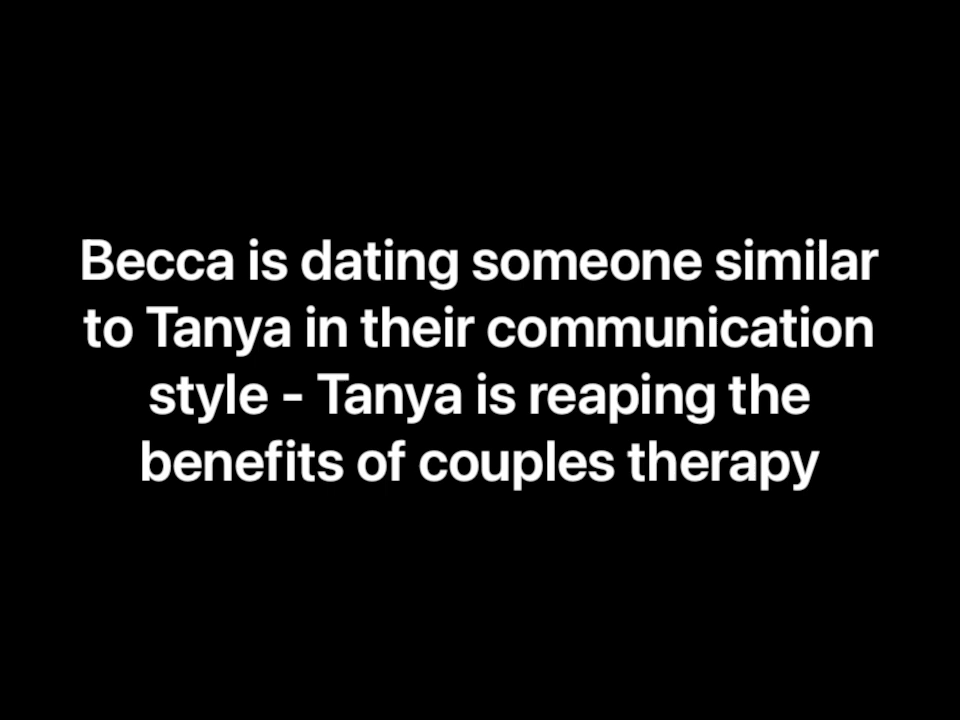 Becca is dating someone similar
to Tanya in their communication
style - Tanya is reaping the
benefits of couples therapy